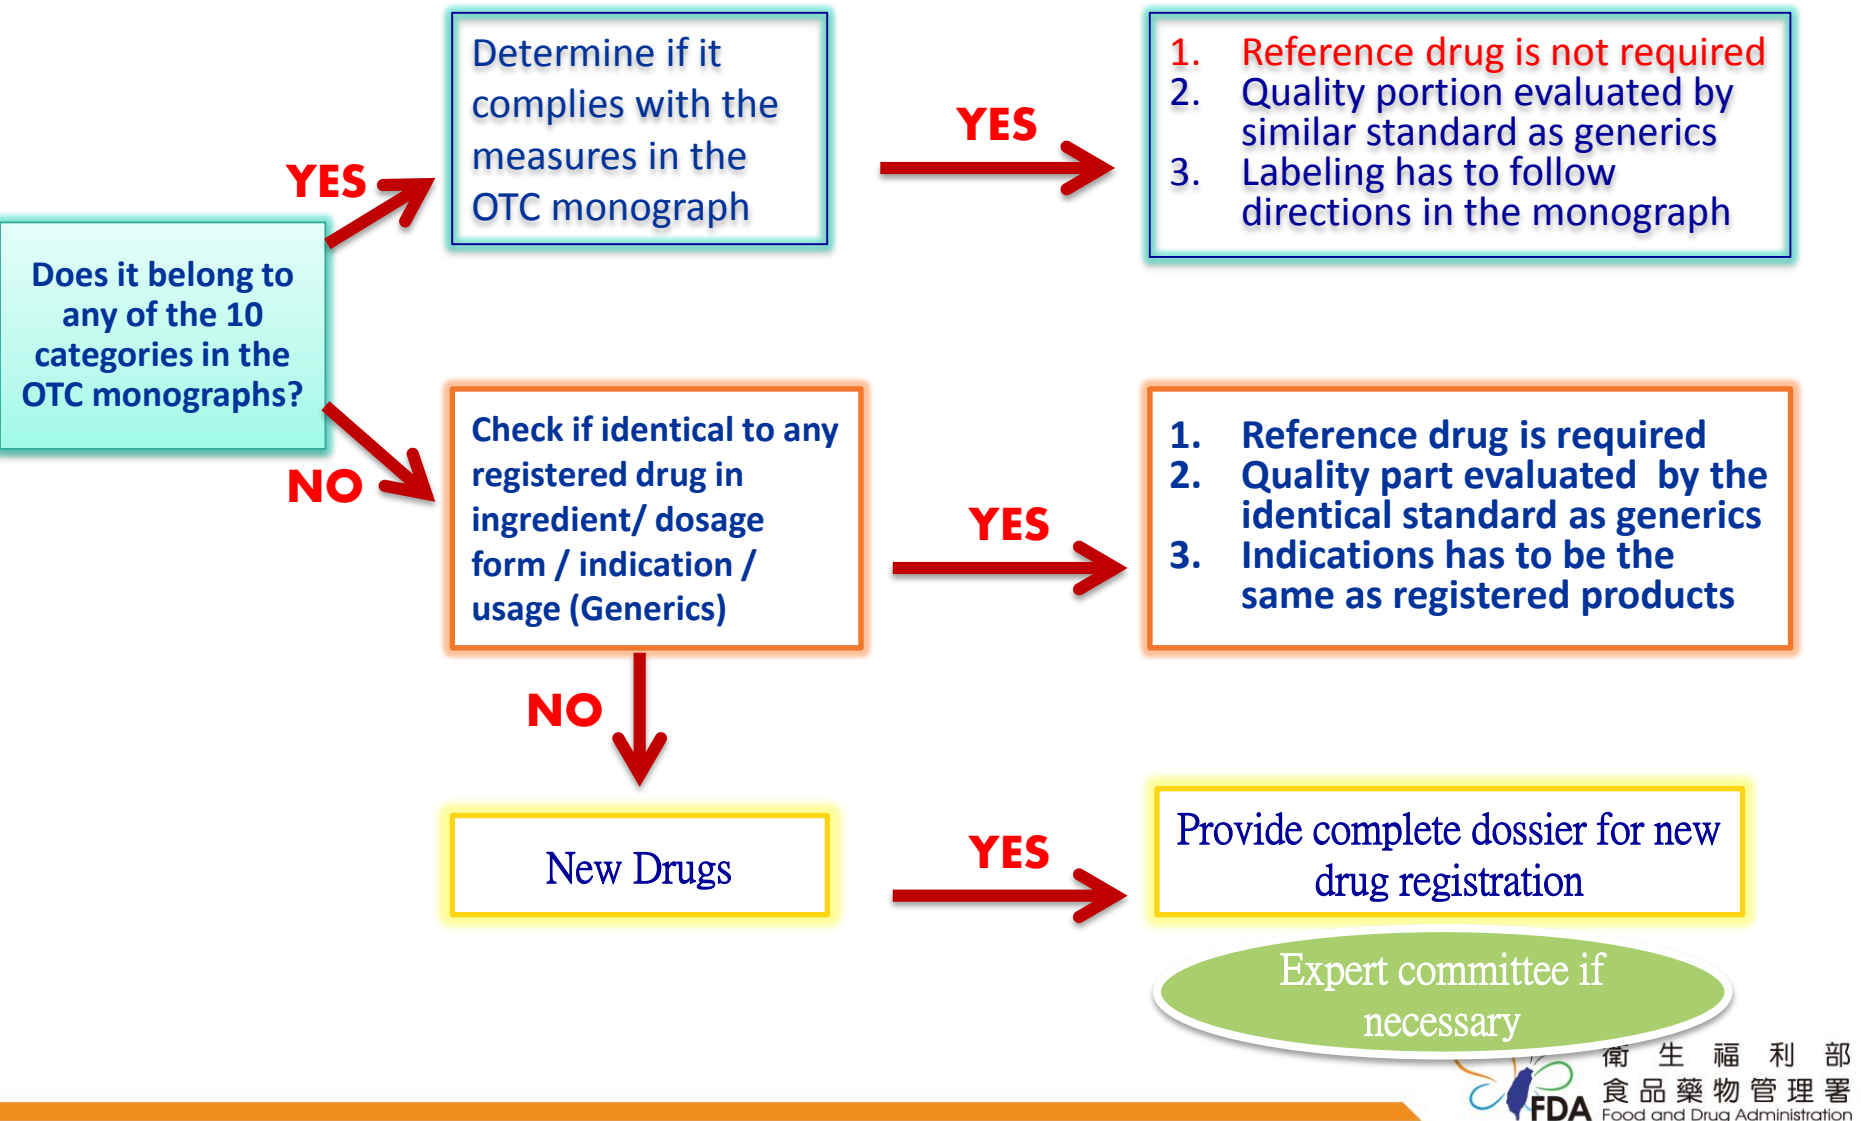 Determine if it
complies with the
measures in the
OTC monograph
YES
1. Reference drug is not required
2. Quality portion evaluated by
similar standard as generics
3. Labeling has to follow
directions in the monograph
YES
Does it belong to
any of the 10
categories in the
OTC monographs?
NO
Check if identical to any
registered drug in
ingredient/ dosage
form / indication /
usage (Generics)
YES
1. Reference drug is required
2. Quality part evaluated by the
identical standard as generics
3. Indications has to be the
same as registered products
NO
New Drugs
YES
Provide complete dossier for new
drug registration
Expert committee if
necessary
衛生福利部
食品藥物管理署
FDA Food and Drug Administration